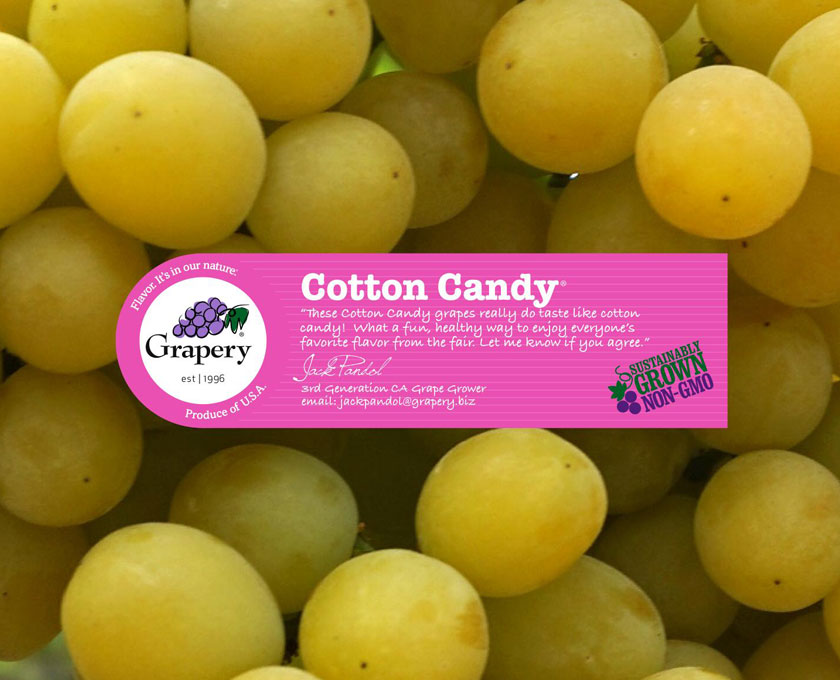 Flavor. It's in our nature.™
Grapery®
est | 1996
Produce of U.S.A.
Cotton Candy®
“These Cotton Candy grapes really do taste like cotton
candy! What a fun, healthy way to enjoy everyone’s
favorite flavor from the fair. Let me know if you agree.”
Jack Pandol
3rd Generation CA Grape Grower
email: jackpandol@grapery.biz
SUSTAINABLY
GROWN
NON-GMO